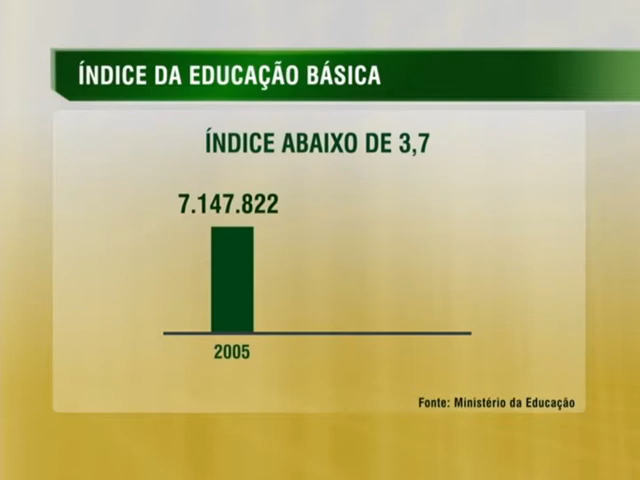 ÍNDICE DA EDUCAÇÃO BÁSICA
ÍNDICE ABAIXO DE 3,7
7.147.822
2005
Fonte: Ministério da Educação